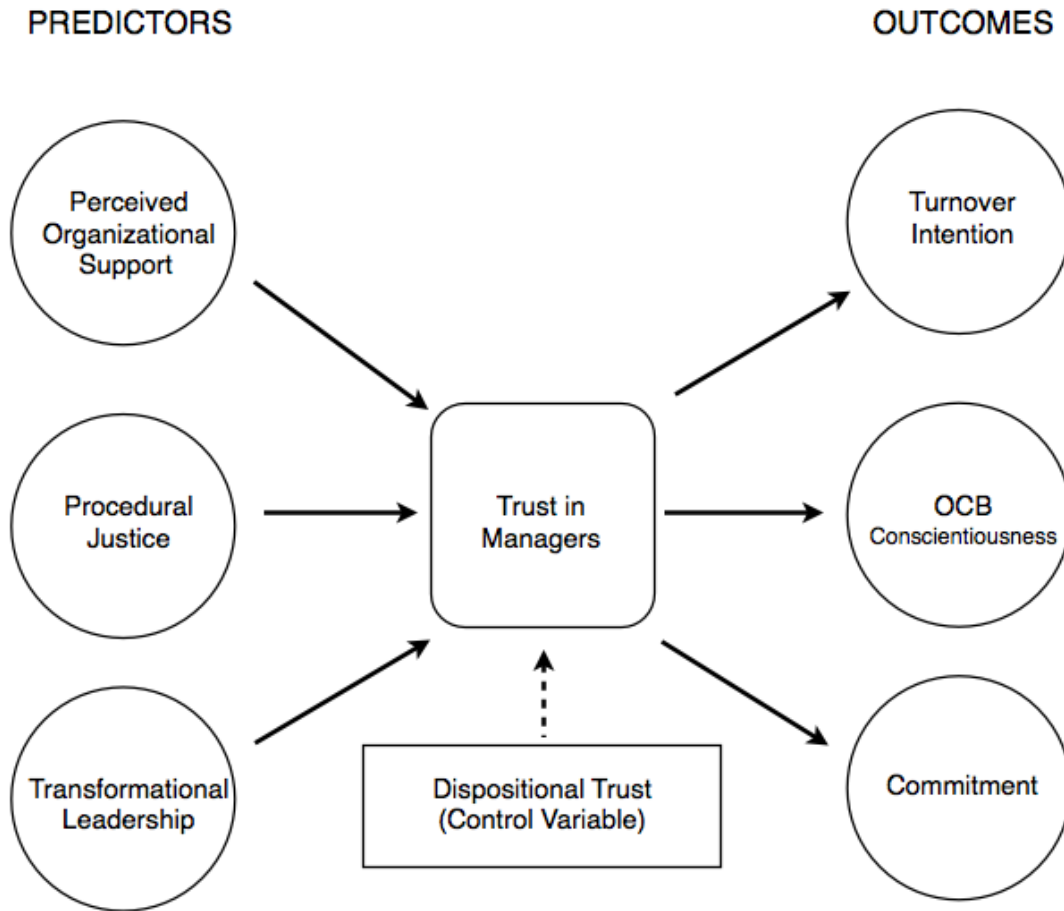 PREDICTORS
OUTCOMES
Perceived
Organizational
Support
Turnover
Intention
Procedural
Justice
Trust in
Managers
OCB
Conscientiousness
Transformational
Leadership
Dispositional Trust
(Control Variable)
Commitment